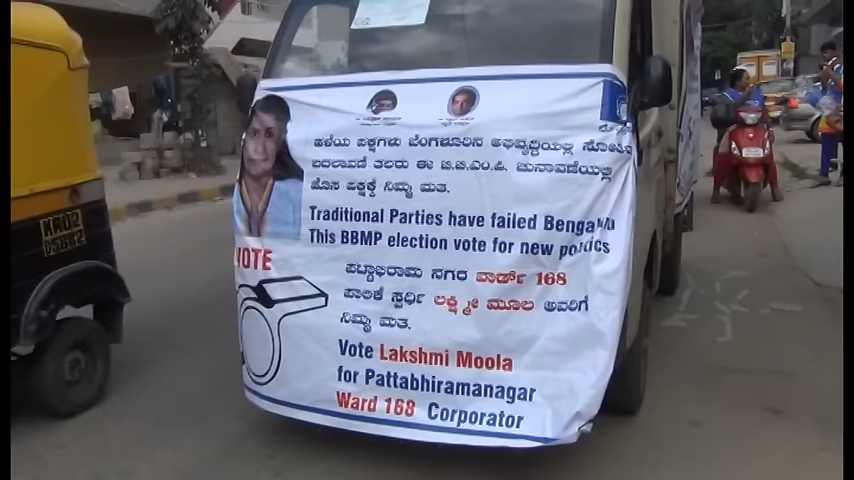 ಹಳೆಯ ಪಕ್ಷಗಳು ಬೆಂಗಳೂರಿನ ಅಭಿವೃದ್ಧಿಯಲ್ಲಿ ಸೋತಿವೆ
ಬದಲಾವಣೆ ತರಲು ಈ ಬಿ.ಬಿ.ಎಂ.ಪಿ. ಚುನಾವಣೆಯಲ್ಲಿ
ಹೊಸ ಪಕ್ಷಕ್ಕೆ ನಿಮ್ಮ ಮತ.
Traditional Parties have failed Bengaluru
This BBMP election vote for new politics
VOTE
ಪಟ್ಟಾಭಿರಾಮ ನಗರ ವಾರ್ಡ್ 168
ಪಾಲಿಕೆ ಸ್ಪರ್ಧಿ ಲಕ್ಷ್ಮೀ ಮೂಲ ಅವರಿಗೆ
ನಿಮ್ಮ ಮತ.
Vote Lakshmi Moola
for Pattabhiramanagar
Ward 168 Corporator.
KA02